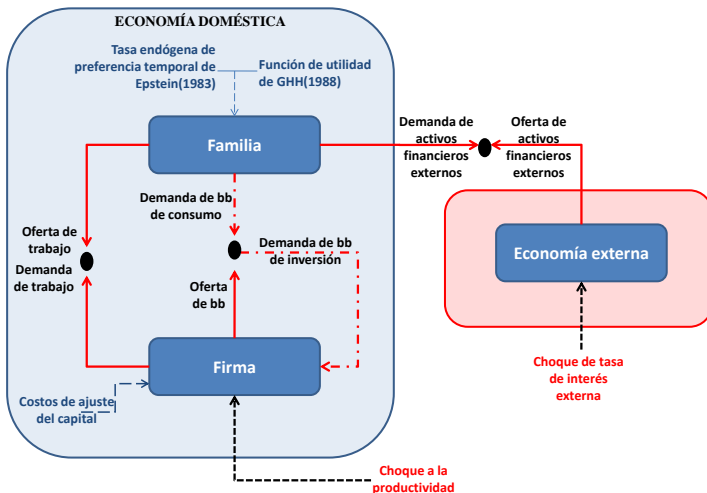 ECONOMÍA DOMÉSTICA
Tasa endógena de
preferencia temporal de
Epstein(1983)
Función de utilidad
de GHH(1988)
Familia
Demanda de
activos
financieros
externos
Oferta de
activos
financieros
externos
Demanda de bb
de consumo
Oferta de
trabajo
Demanda
de trabajo
Demanda de bb
de inversión
Oferta
de bb
Economía externa
Firma
Costos de ajuste
del capital
Choque de tasa
de interés
externa
Choque a la
productividad